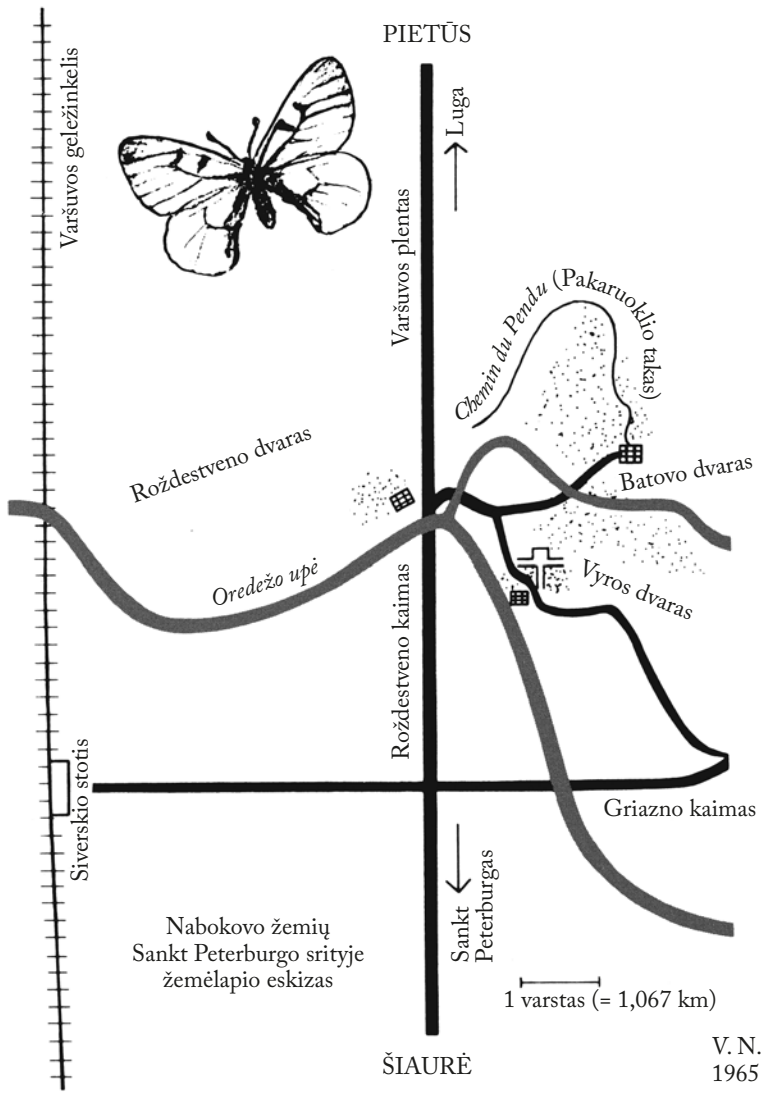 PIETŪS
Varšuvos geležinkelis
Luga
Varšuvos plentas
Chemin du Pendu (Pakaruoklio takas)
Roždestveno dvaras
Batovo dvaras
Oredežo upė
Vyros dvaras
Roždestveno kaimas
Siverskio stotis
Griazno kaimas
Sankt
Peterburgas
Nabokovo žemių
Sankt Peterburgo srityje
žemėlapio eskizas
1 varstas (= 1,067 km)
ŠIAURĖ
V. N.
1965